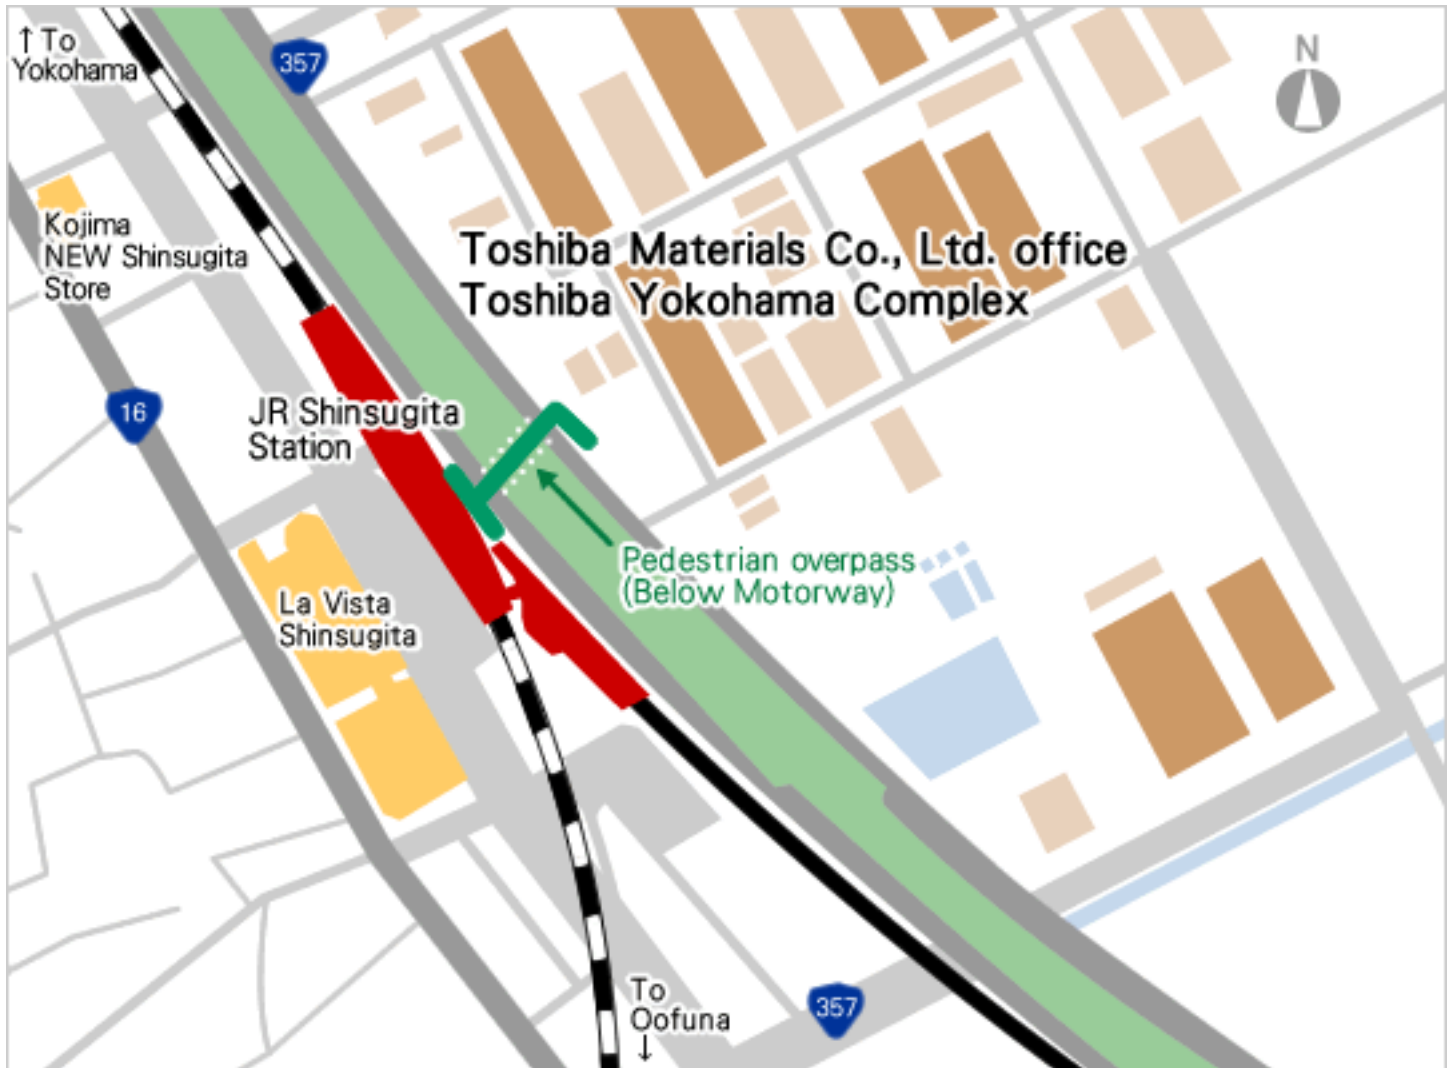 ↑ To
Yokohama
357
N
Kojima
NEW Shinsugita
Store
Toshiba Materials Co., Ltd. office
Toshiba Yokohama Complex
16
JR Shinsugita
Station
Pedestrian overpass
(Below Motorway)
La Vista
Shinsugita
To
Oofuna
↓
357